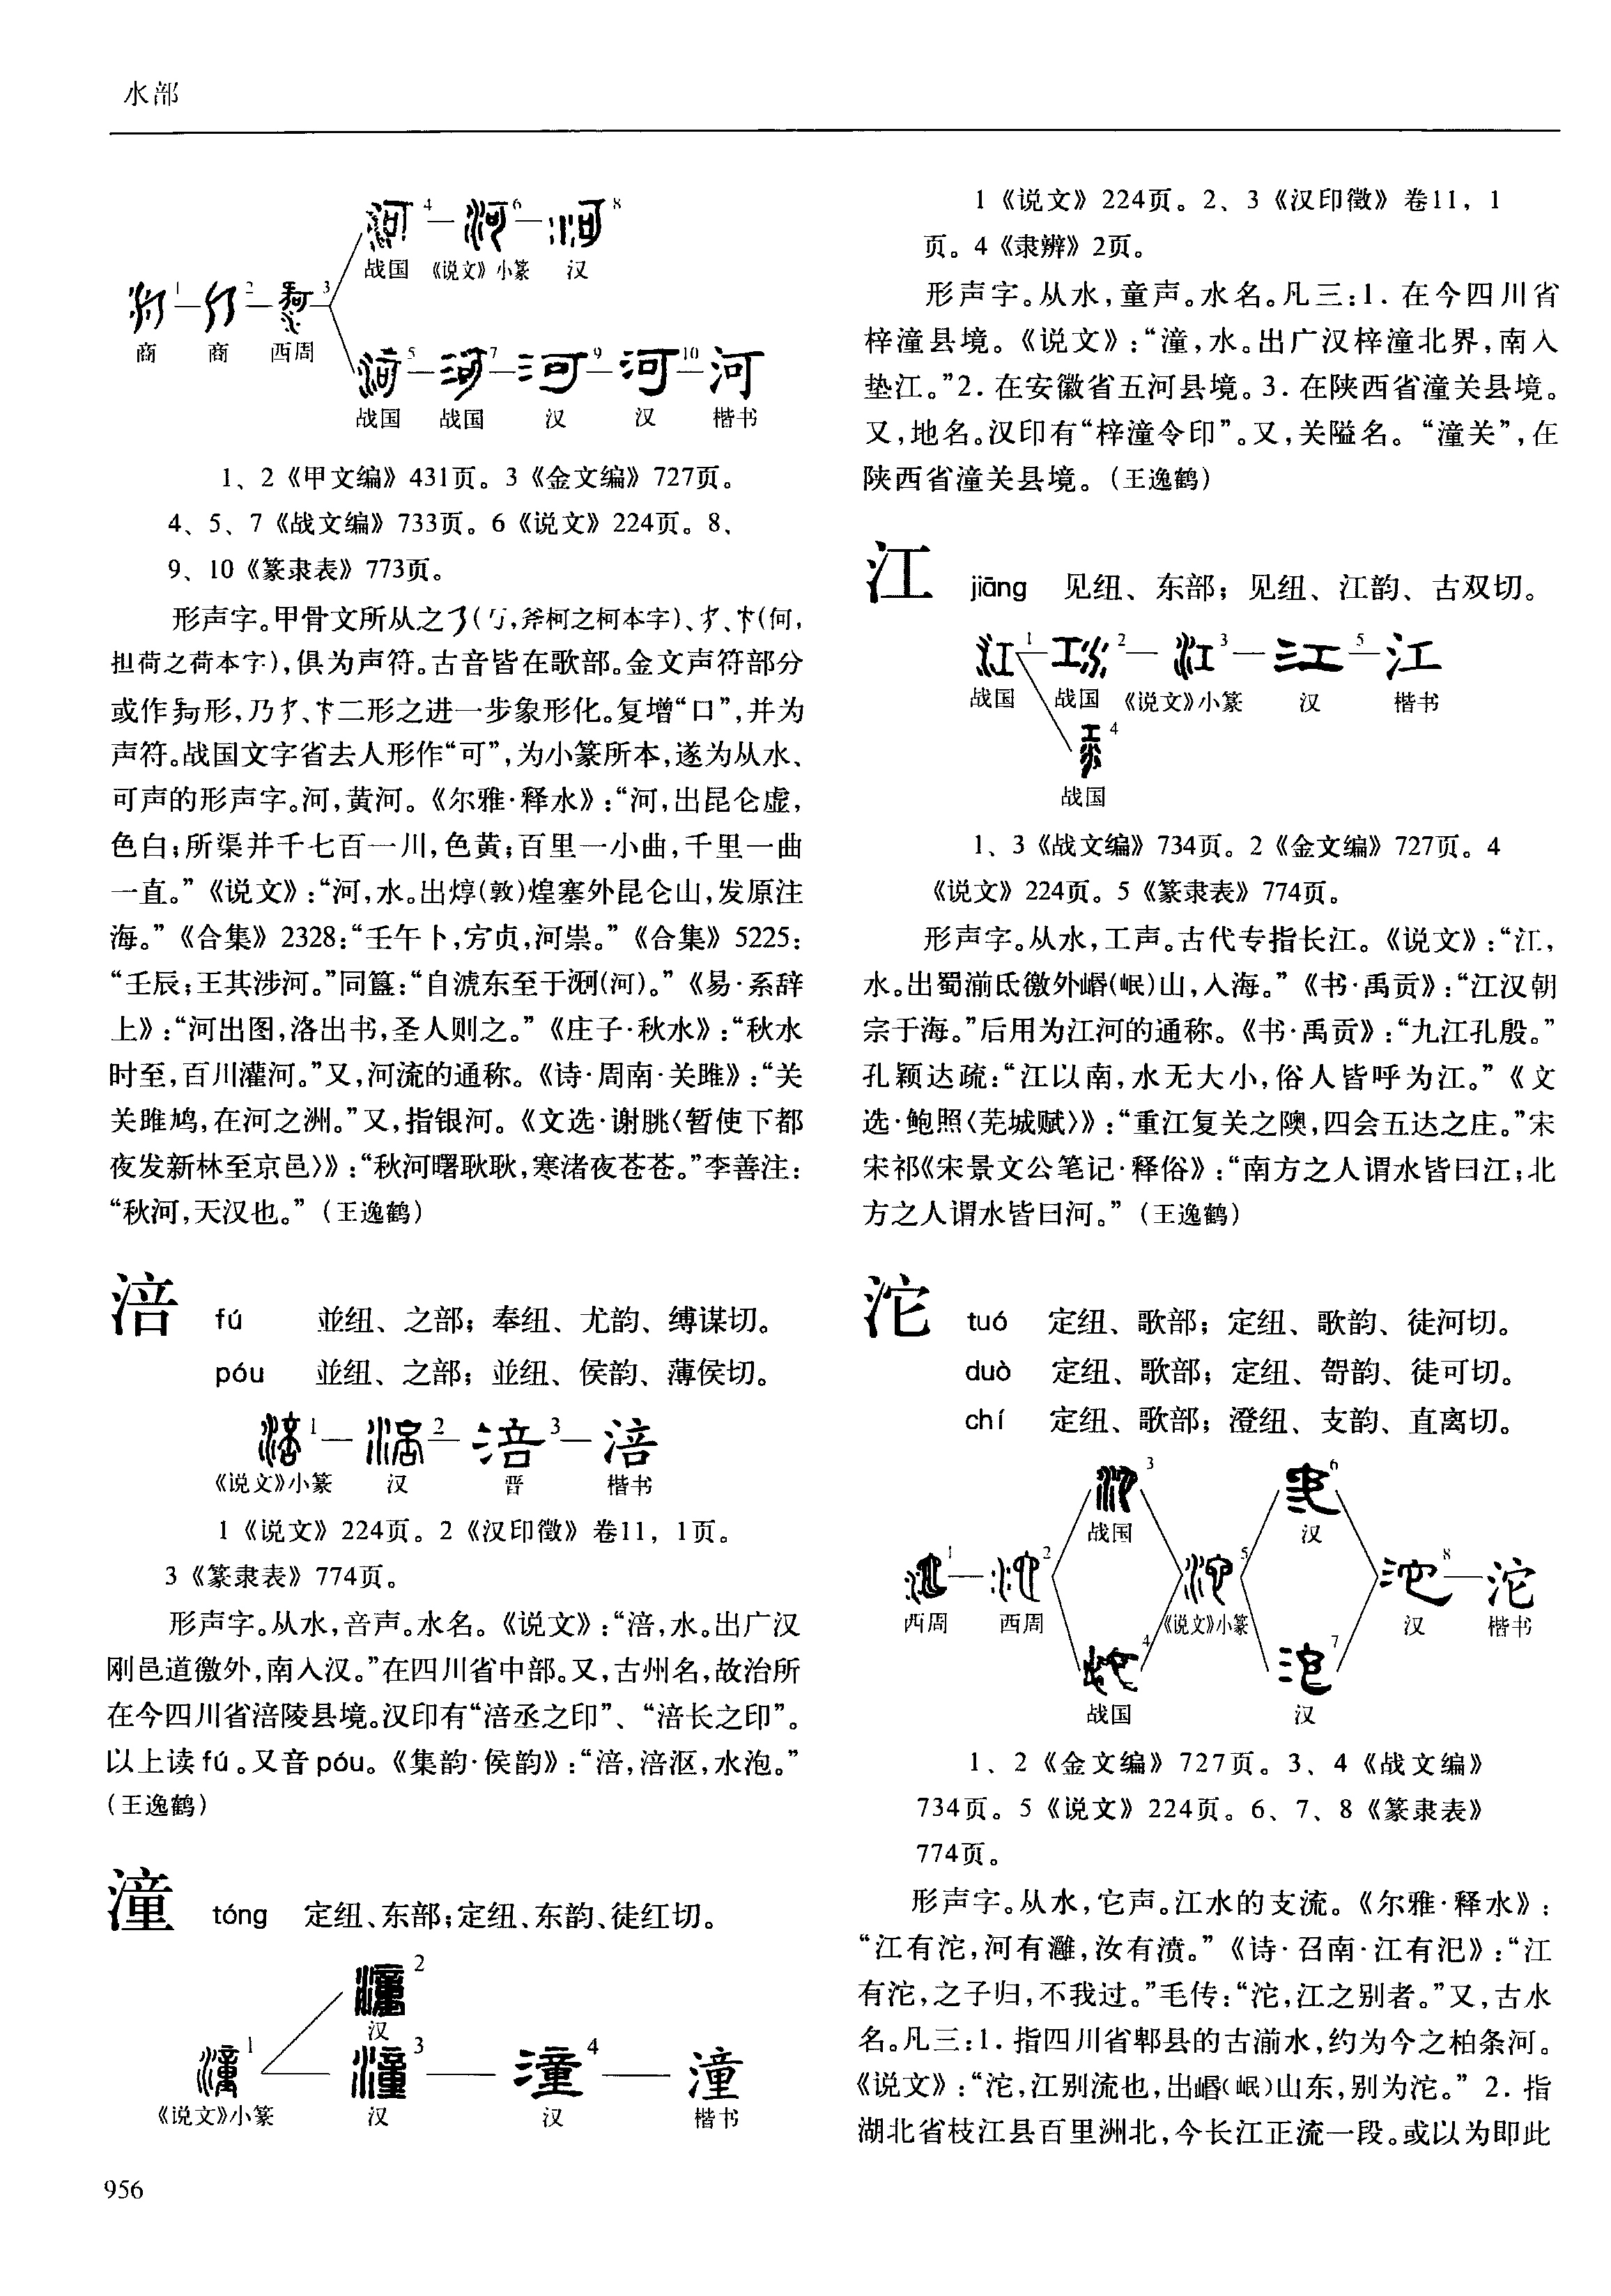 水部
4 6 8
战国 《说文》小篆 汉
1 2 3
商 商 西周
5 7 9 10 河
战国 战国 汉 汉 楷书
1、2《甲文编》431页。3《金文编》727页。
4、5、7《战文编》733页。6《说文》224页。8、
9、10《篆隶表》773页。
形声字。甲骨文所从之(丂,斧柯之柯本字)、、(何,
担荷之荷本字),俱为声符。古音皆在歌部。金文声符部分
或作形,乃、二形之进一步象形化。复增“口”,并为
声符。战国文字省去人形作“可”,为小篆所本,遂为从水、
可声的形声字。河,黄河。《尔雅·释水》:“河,出昆仑虚,
色白;所渠并千七百一川,色黄;百里一小曲,千里一曲
一直。”《说文》:“河,水。出焞(敦)煌塞外昆仑山,发原注
海。”《合集》2328:“壬午卜,㱿贞,河祟。”《合集》5225:
“壬辰;王其涉河。”同簋:“自淲东至于(河)。”《易·系辞
上》:“河出图,洛出书,圣人则之。”《庄子·秋水》:“秋水
时至,百川灌河。”又,河流的通称。《诗·周南·关雎》:“关
关雎鸠,在河之洲。”又,指银河。《文选·谢朓〈暂使下都
夜发新林至京邑〉》:“秋河曙耿耿,寒渚夜苍苍。”李善注:
“秋河,天汉也。”(王逸鹤)
涪 fú 並纽、之部；奉纽、尤韵、缚谋切。
póu 並纽、之部；並纽、侯韵、薄侯切。
1 2 3 涪
《说文》小篆 汉 晋 楷书
1《说文》224页。2《汉印徵》卷11，1页。
3《篆隶表》774页。
形声字。从水,咅声。水名。《说文》:“涪,水。出广汉
刚邑道徼外,南入汉。”在四川省中部。又,古州名,故治所
在今四川省涪陵县境。汉印有“涪丞之印”、“涪长之印”。
以上读fú。又音póu。《集韵·侯韵》:“涪,涪沤,水泡。”
(王逸鹤)
潼 tóng 定纽、东部;定纽、东韵、徒红切。
2
汉
1 3 4 潼
《说文》小篆 汉 汉 楷书
956
1《说文》224页。2、3《汉印徵》卷11，1
页。4《隶辨》2页。
形声字。从水,童声。水名。凡三:1.在今四川省
梓潼县境。《说文》:“潼,水。出广汉梓潼北界,南入
垫江。”2.在安徽省五河县境。3.在陕西省潼关县境。
又,地名。汉印有“梓潼令印”。又,关隘名。“潼关”,在
陕西省潼关县境。(王逸鹤)
江 jiāng 见纽、东部；见纽、江韵、古双切。
1 2 3 5 江
战国 战国 《说文》小篆 汉 楷书
4
战国
1、3《战文编》734页。2《金文编》727页。4
《说文》224页。5《篆隶表》774页。
形声字。从水,工声。古代专指长江。《说文》:“江,
水。出蜀湔氐徼外崏(岷)山,入海。”《书·禹贡》:“江汉朝
宗于海。”后用为江河的通称。《书·禹贡》:“九江孔殷。”
孔颖达疏:“江以南,水无大小,俗人皆呼为江。”《文
选·鲍照〈芜城赋〉》:“重江复关之隩,四会五达之庄。”宋
宋祁《宋景文公笔记·释俗》:“南方之人谓水皆曰江;北
方之人谓水皆曰河。”(王逸鹤)
沱 tuó 定纽、歌部；定纽、歌韵、徒河切。
duò 定纽、歌部；定纽、哿韵、徒可切。
chí 定纽、歌部；澄纽、支韵、直离切。
3 6
战国 汉
1 2 5 8 沱
西周 西周 《说文》小篆 汉 楷书
4 7
战国 汉
1、2《金文编》727页。3、4《战文编》
734页。5《说文》224页。6、7、8《篆隶表》
774页。
形声字。从水,它声。江水的支流。《尔雅·释水》:
“江有沱,河有灉,汝有濆。”《诗·召南·江有汜》:“江
有沱,之子归,不我过。”毛传:“沱,江之别者。”又,古水
名。凡三:1.指四川省郫县的古湔水,约为今之柏条河。
《说文》:“沱,江别流也,出崏(岷)山东,别为沱。”2.指
湖北省枝江县百里洲北,今长江正流一段。或以为即此